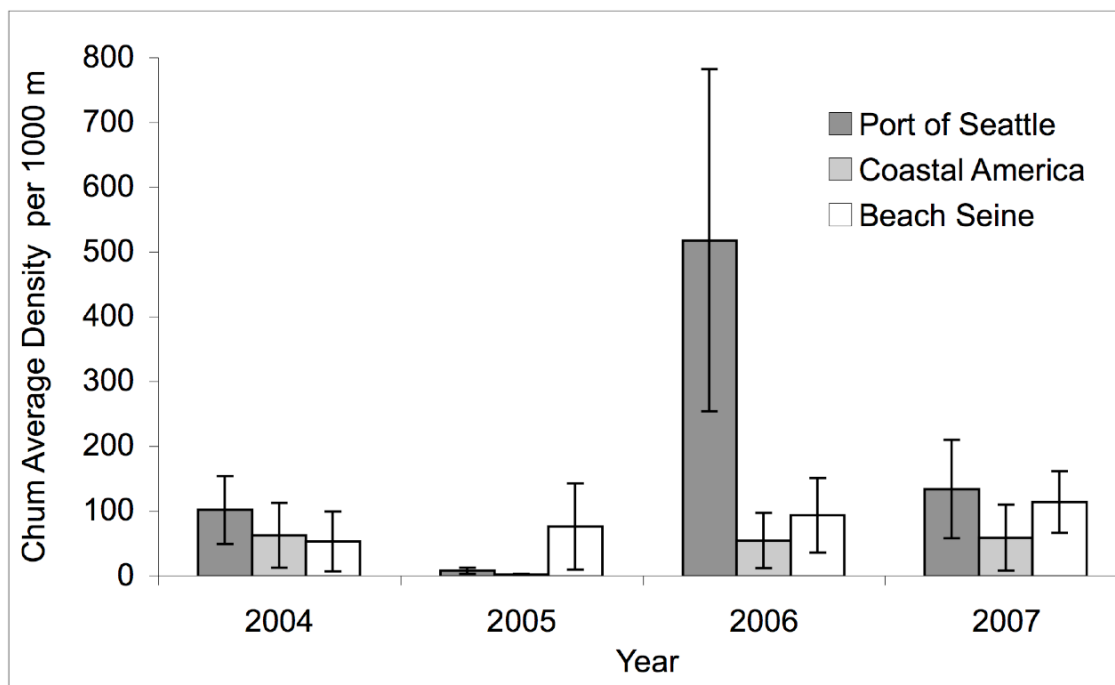 Chum Average Density per 1000 m
800
700
600
500
400
300
200
100
0
Port of Seattle
Coastal America
Beach Seine
2004 2005 2006 2007
Year